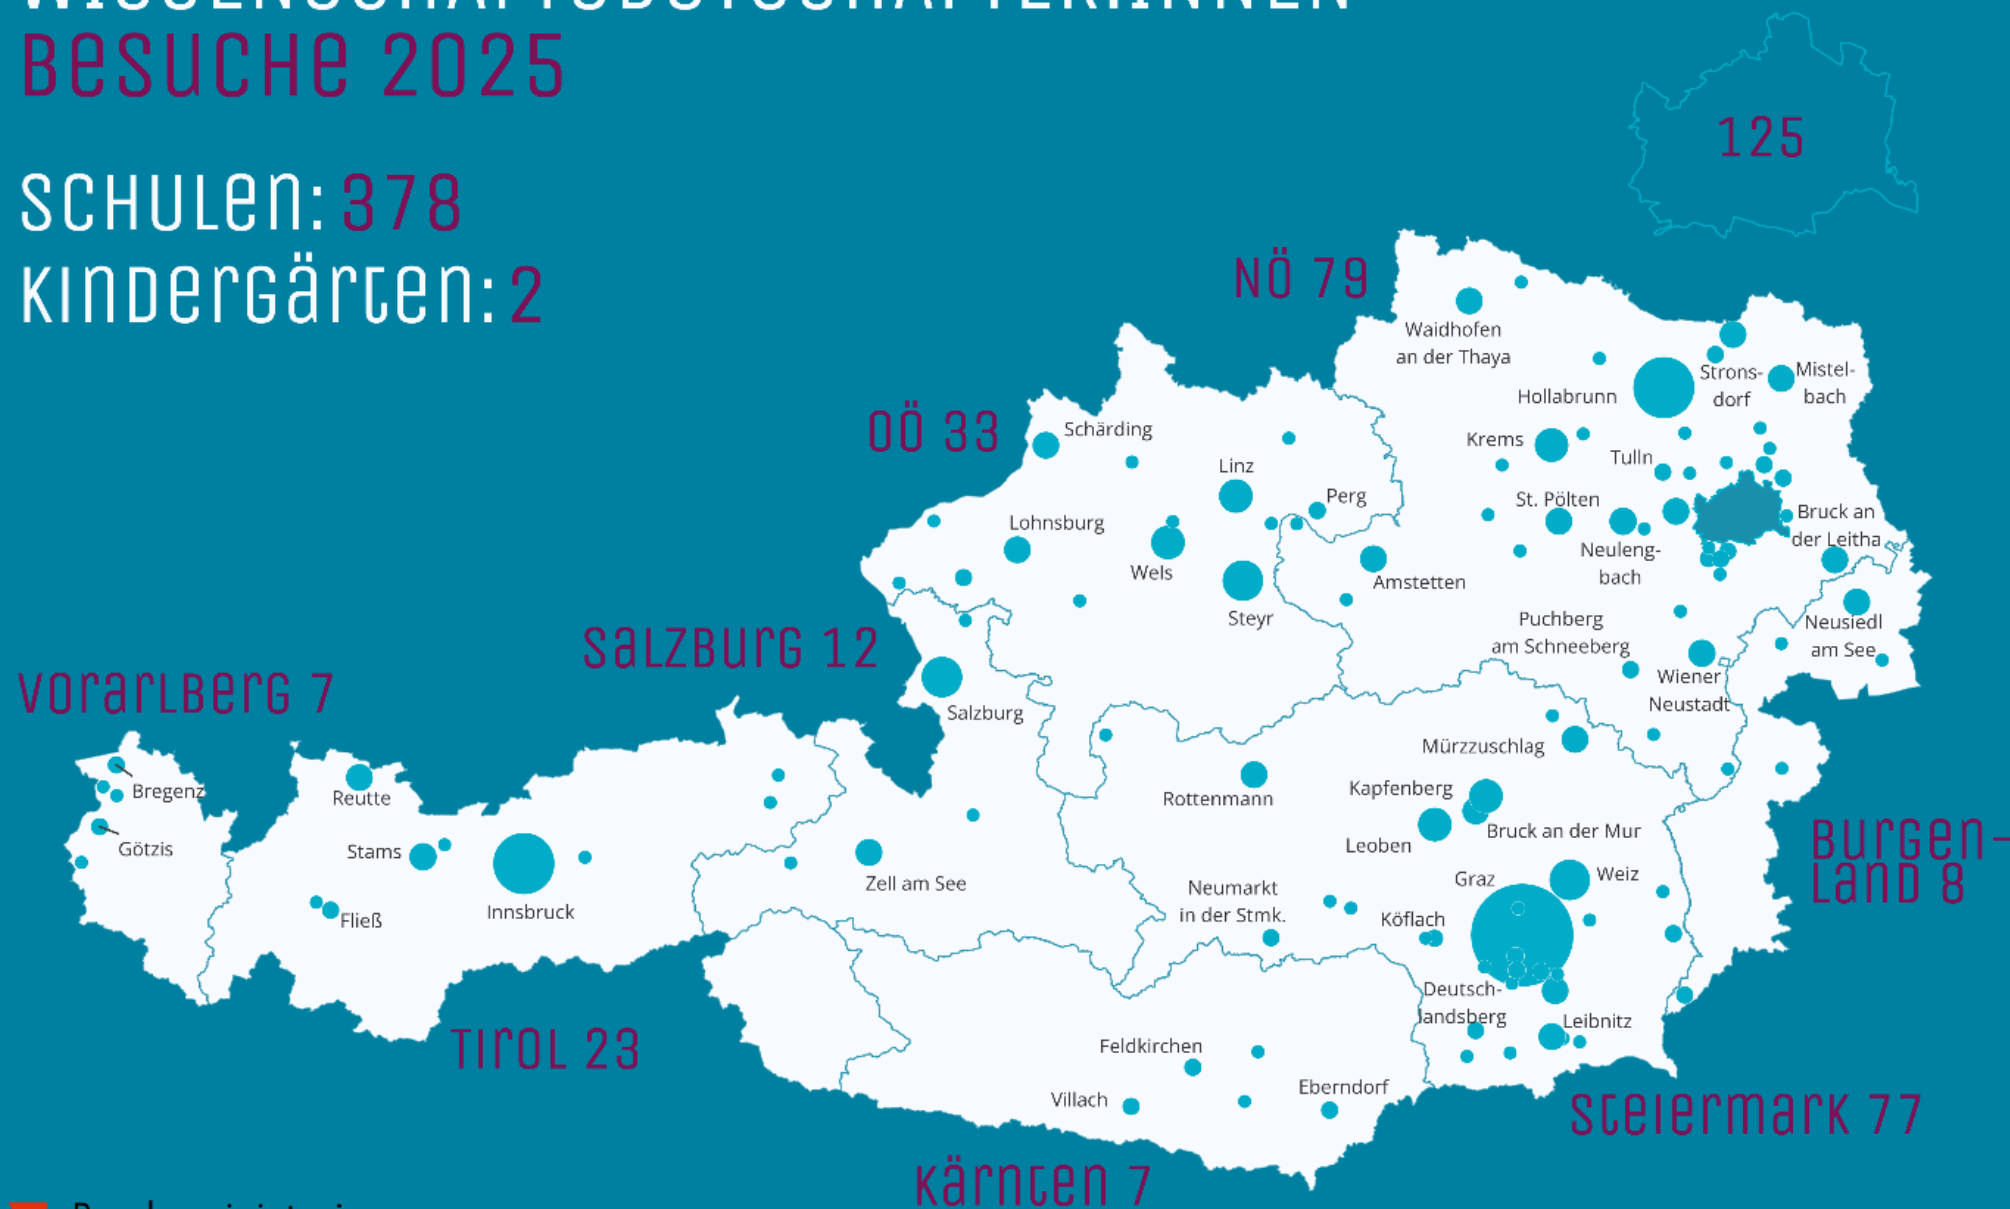 BESUCHE 2025
SCHULEN: 378
KINDERGÄRTEN: 2
125
NÖ 79
Waidhofen
an der Thaya
Strons-
dorf
Mistel-
bach
Hollabrunn
OÖ 33
Schärding
Krems
Tulln
Linz
Perg
St. Pölten
Lohnsburg
Bruck an
der Leitha
Neuleng-
bach
Wels
Amstetten
Steyr
Puchberg
am Schneeberg
Neusiedl
am See
SALZBURG 12
Wiener
Neustadt
VORARLBERG 7
Salzburg
Mürzzuschlag
Bregenz
Reutte
Rottenmann
Kapfenberg
Bruck an der Mur
Leoben
BURGEN-
LAND 8
Götzis
Stams
Zell am See
Graz
Weiz
Neumarkt
in der Stmk.
Innsbruck
Fließ
Köflach
Deutsch-
landsberg
Leibnitz
TIROL 23
Feldkirchen
Eberndorf
Villach
STEIERMARK 77
KÄRNTEN 7